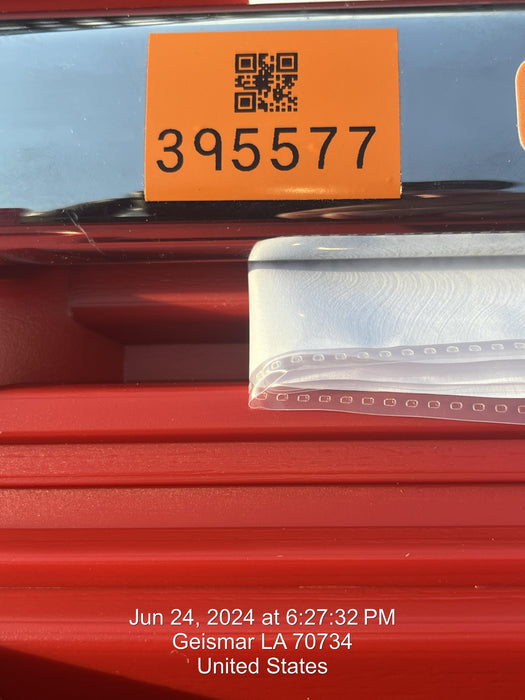 395577
Jun 24, 2024 at 6:27:32 PM
Geismar LA 70734
United States